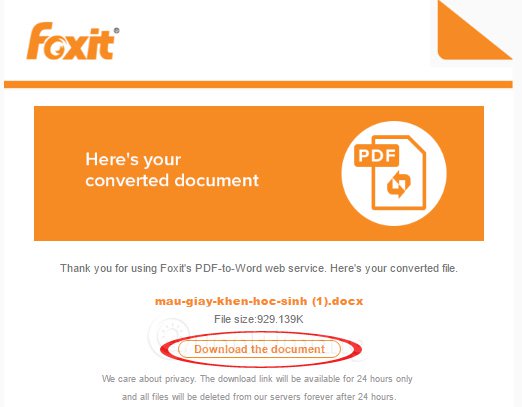 foxit®
Here's your
converted document
PDF
Thank you for using Foxit's PDF-to-Word web service. Here's your converted file.
mau-giay-khen-hoc-sinh (1).docx
File size:929.139K
Download the document
We care about privacy. The download link will be available for 24 hours only
and all files will be deleted from our servers forever after 24 hours.